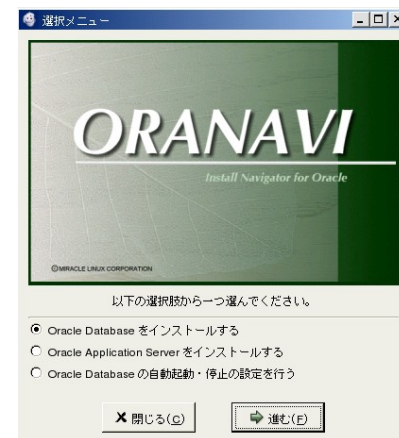 選択メニュー
ORANAVI
Install Navigator for Oracle
©MIRACLE LINUX CORPORATION
以下の選択肢から一つ選んでください。
Oracle Database をインストールする
Oracle Application Server をインストールする
Oracle Database の自動起動・停止の設定を行う
閉じる(C) 進む(F)